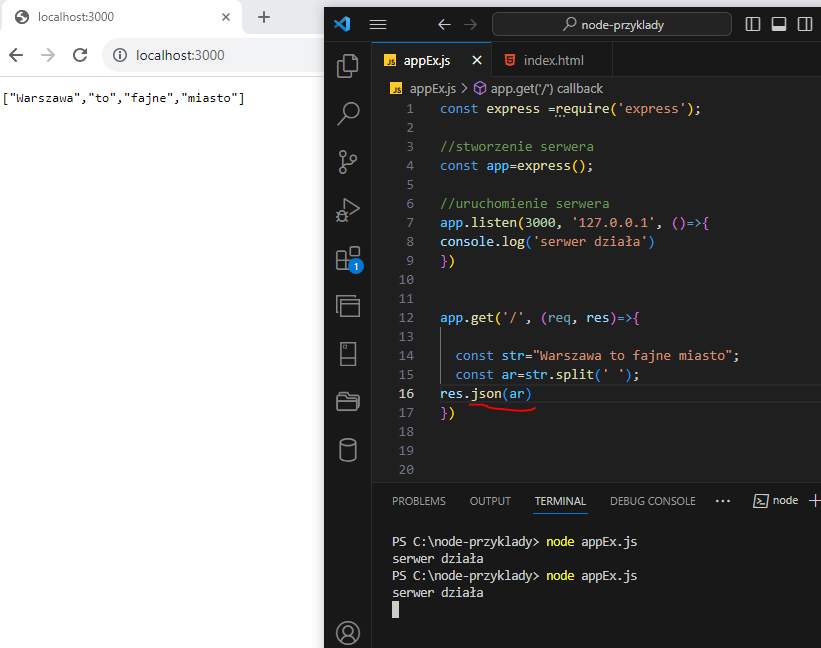 localhost:3000
localhost:3000
["Warszawa","to","fajne","miasto"]
node-przyklady
JS appEx.js
index.html
JS appEx.js > app.get('/') callback
1 const express =require('express');
2
3 //stworzenie serwera
4 const app=express();
5
6 //uruchomienie serwera
7 app.listen(3000, '127.0.0.1', ()=>{
8 console.log('serwer działa')
9 })
10
11
12 app.get('/', (req, res)=>{
13
14 const str="Warszawa to fajne miasto";
15 const ar=str.split(' ');
16 res.json(ar)
17 })
18
19
20
1
PROBLEMS OUTPUT TERMINAL DEBUG CONSOLE ... node
PS C:\node-przyklady> node appEx.js
serwer działa
PS C:\node-przyklady> node appEx.js
serwer działa